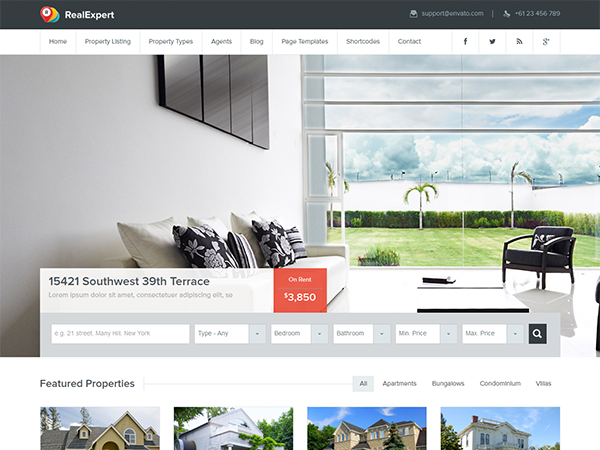 RealExpert support@envato.com | +61 23 456 789
Home Property Listing Property Types Agents Blog Page Templates Shortcodes Contact
15421 Southwest 39th Terrace On Rent
Lorem ipsum dolor sit amet, consectetuer adipiscing elit, se $3,850
e.g. 21 street, Many Hill, New York Type - Any Bedroom Bathroom Min. Price Max. Price
Featured Properties All Apartments Bungalows Condominium Villas